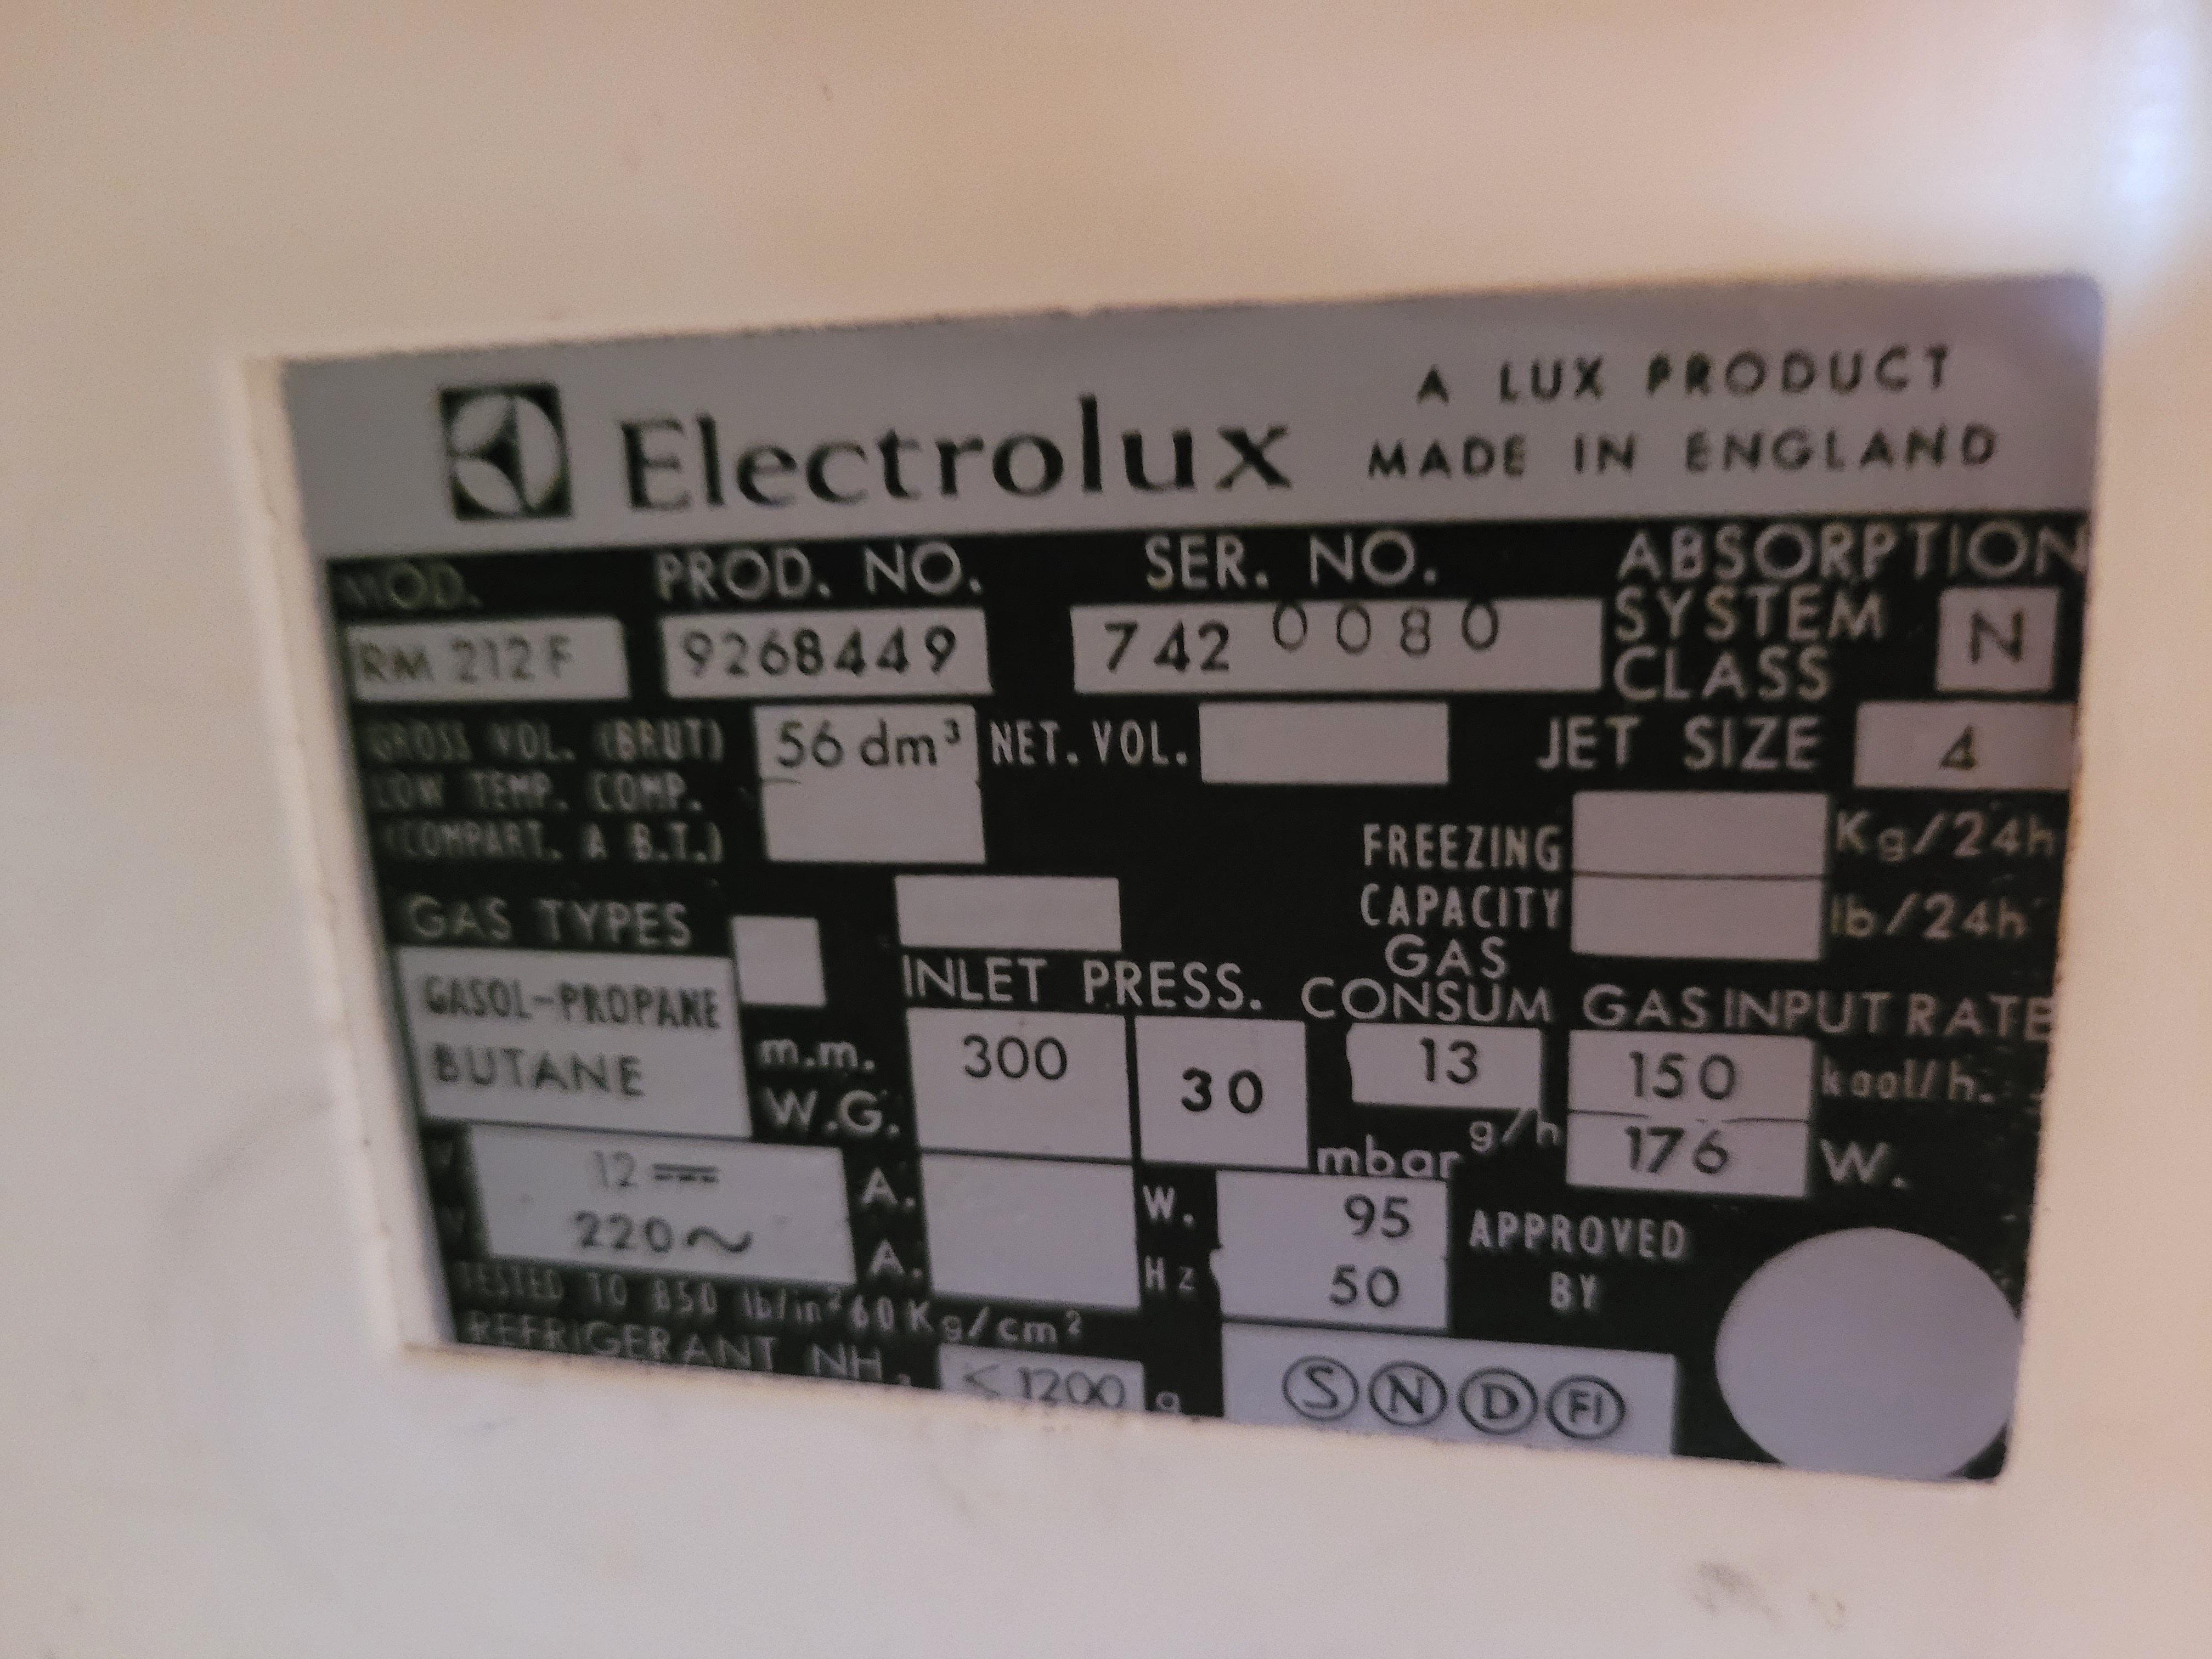 Electrolux
A LUX PRODUCT
MADE IN ENGLAND
MOD. PROD. NO. SER. NO. ABSORPTION
SYSTEM
CLASS N
RM 212 F 9268449 742 0080
GROSS VOL. (BRUT) 56 dm³ NET. VOL. JET SIZE 4
LOW TEMP. COMP.
(COMPART. A B.T.)
FREEZING Kg/24h
CAPACITY lb/24h
GAS TYPES
GASOL-PROPANE
BUTANE
INLET PRESS. GAS
CONSUM GAS INPUT RATE
m.m.
W.G. 300 30 mbar 13 g/h 150 kcal/h.
176 W.
V 12 ⎓ A. W. 95 APPROVED
V 220 ~ A. Hz 50 BY
TESTED TO 850 lb/in² 60 Kg/cm²
REFRIGERANT NH₃ < 1200 g
S N D FI